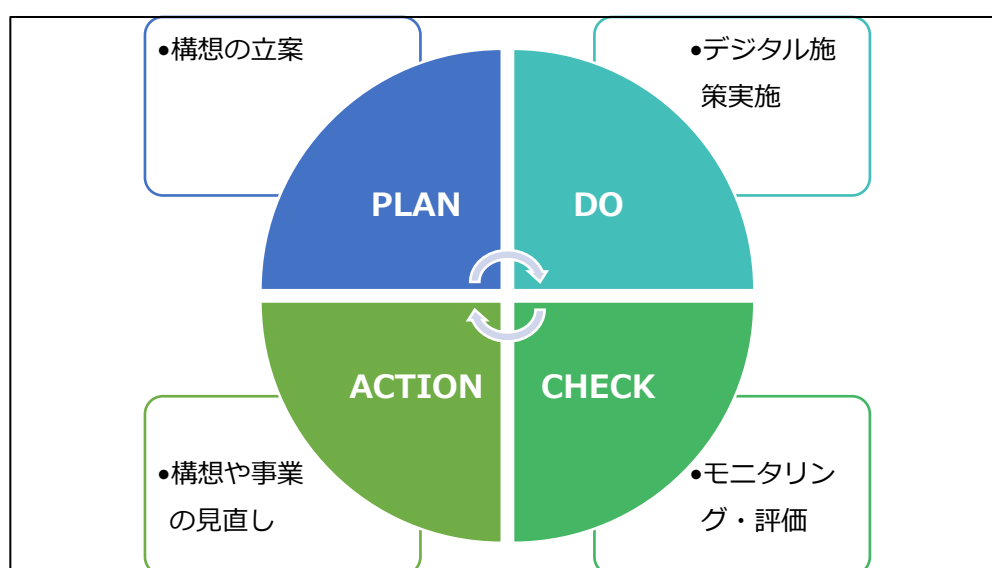 •構想の立案
•デジタル施
策実施
PLAN
DO
ACTION
CHECK
•構想や事業
の見直し
•モニタリン
グ・評価